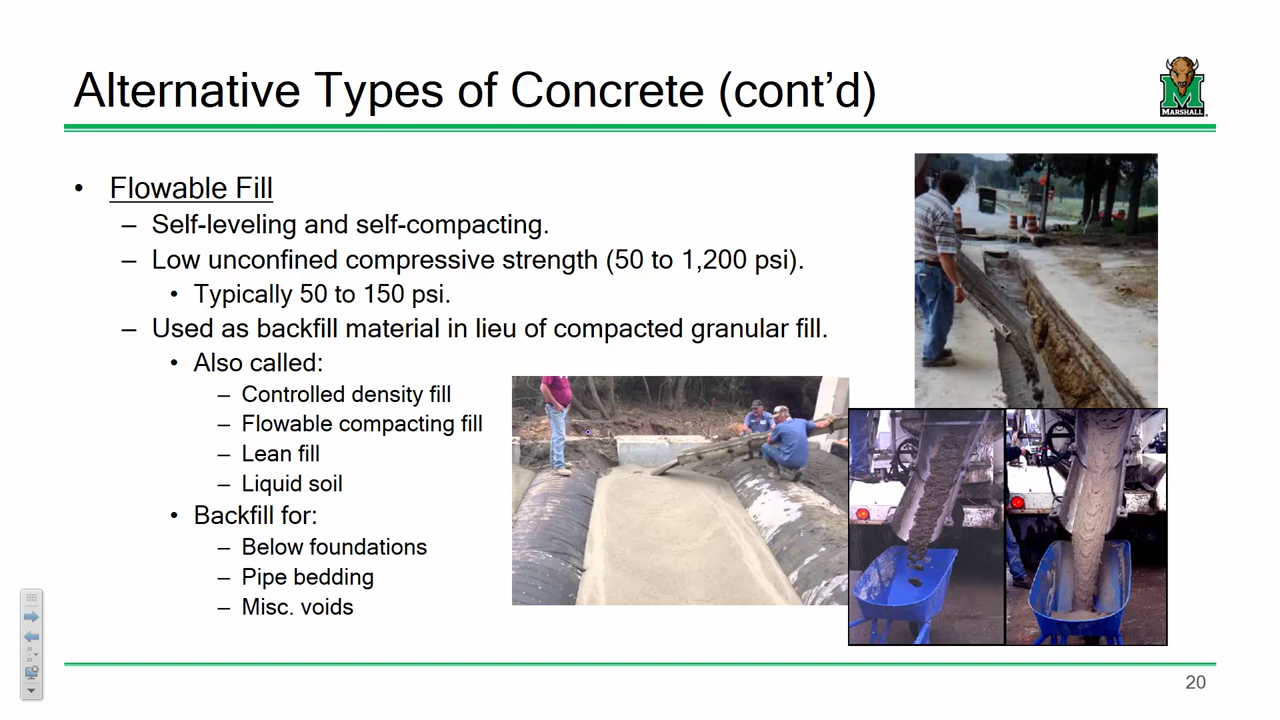 Alternative Types of Concrete (cont’d)
MARSHALL
• Flowable Fill
– Self-leveling and self-compacting.
– Low unconfined compressive strength (50 to 1,200 psi).
• Typically 50 to 150 psi.
– Used as backfill material in lieu of compacted granular fill.
• Also called:
– Controlled density fill
– Flowable compacting fill
– Lean fill
– Liquid soil
• Backfill for:
– Below foundations
– Pipe bedding
– Misc. voids
20